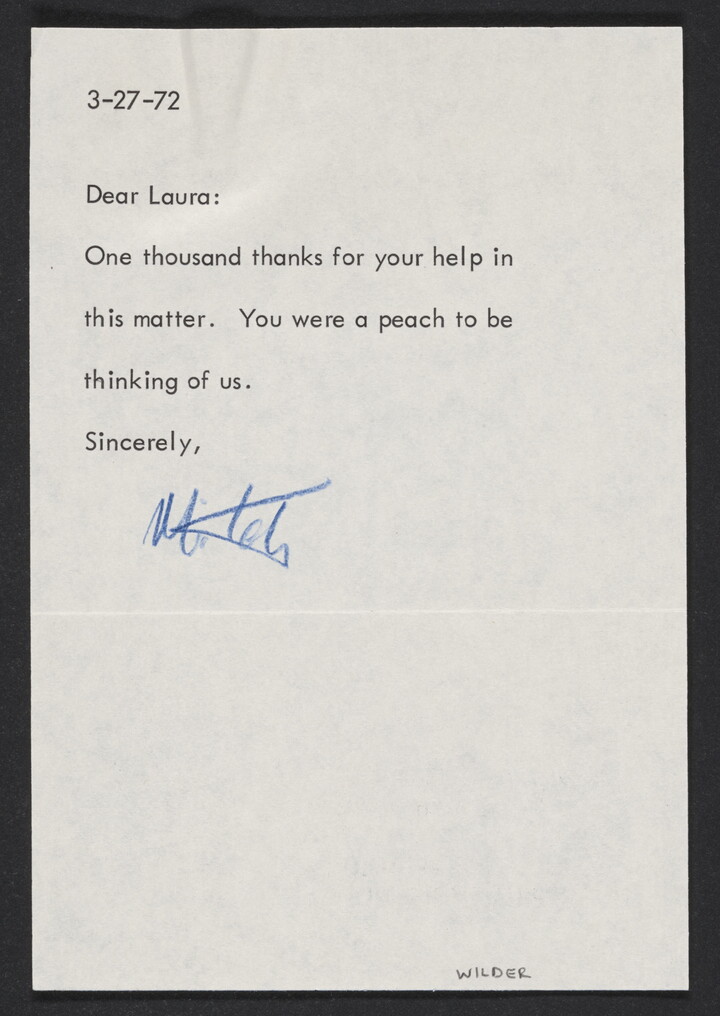 3-27-72
Dear Laura:
One thousand thanks for your help in
this matter. You were a peach to be
thinking of us.
Sincerely,
Mitch
WILDER